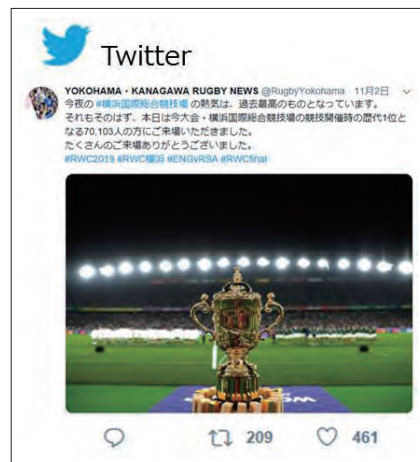 Twitter
YOKOHAMA・KANAGAWA RUGBY NEWS @RugbyYokohama · 11月2日
今夜の #横浜国際総合競技場 の熱気は、過去最高のものとなっています。
それもそのはず、本日は今大会・横浜国際総合競技場の競技開催時の歴代1位と
なる70,103人の方にご来場いただきました。
たくさんのご来場ありがとうございました。
#RWC2019 #RWC横浜 #ENGvRSA #RWCfinal
209
461